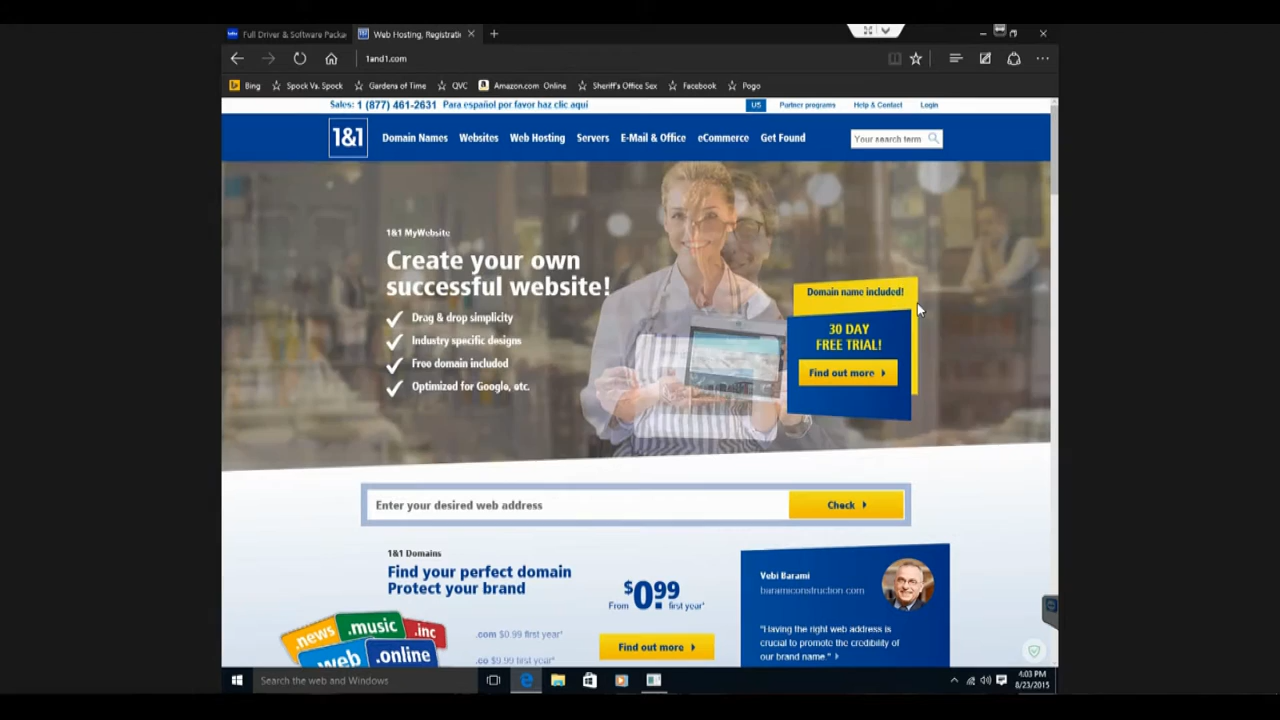 Full Driver & Software Packa
Web Hosting, Registrati
1and1.com
Bing
Spock Vs. Spock
Gardens of Time
QVC
Amazon.com Online
Sheriff's Office Sex
Facebook
Pogo
Sales: 1 (877) 461-2631 Para español por favor haz clic aquí
US
Partner programs
Help & Contact
Login
1&1
Domain Names
Websites
Web Hosting
Servers
E-Mail & Office
eCommerce
Get Found
Your search term
1&1 MyWebsite
Create your own
successful website!
Drag & drop simplicity
Industry specific designs
Free domain included
Optimized for Google, etc.
Domain name included!
30 DAY
FREE TRIAL!
Find out more
Enter your desired web address
Check
1&1 Domains
Find your perfect domain
Protect your brand
From $0.99 first year*
.com $0.99 first year*
.co $9.99 first year*
Find out more
.news
.music
.inc
.web
.online
Vebi Barami
baramiconstruction.com
"Having the right web address is
crucial to promote the credibility of
our brand name."
Search the web and Windows
4:03 PM
8/23/2015